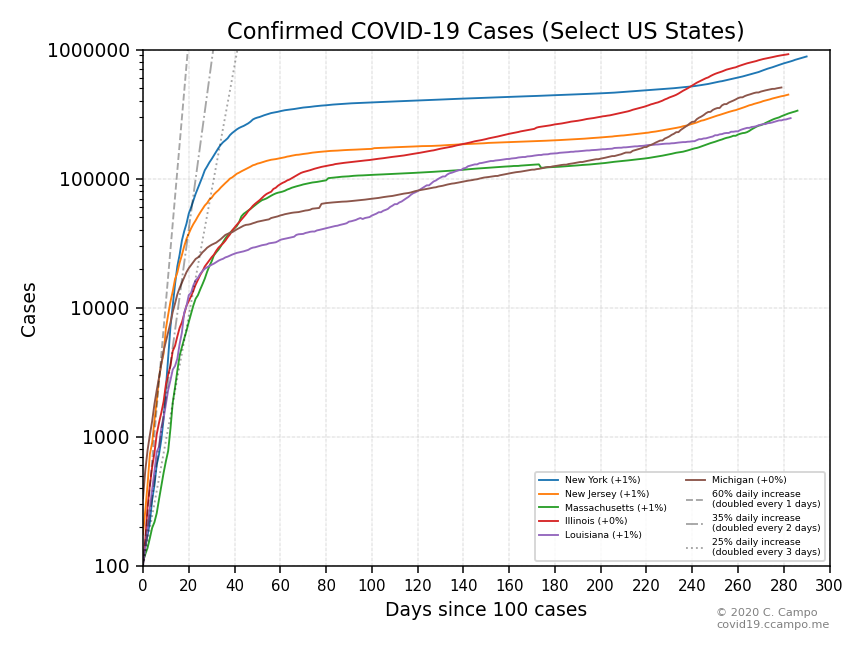 Confirmed COVID-19 Cases (Select US States)
1000000
100000
10000
1000
100
Cases
0 20 40 60 80 100 120 140 160 180 200 220 240 260 280 300
Days since 100 cases
New York (+1%)
New Jersey (+1%)
Massachusetts (+1%)
Illinois (+0%)
Louisiana (+1%)
Michigan (+0%)
60% daily increase
(doubled every 1 days)
35% daily increase
(doubled every 2 days)
25% daily increase
(doubled every 3 days)
© 2020 C. Campo
covid19.ccampo.me